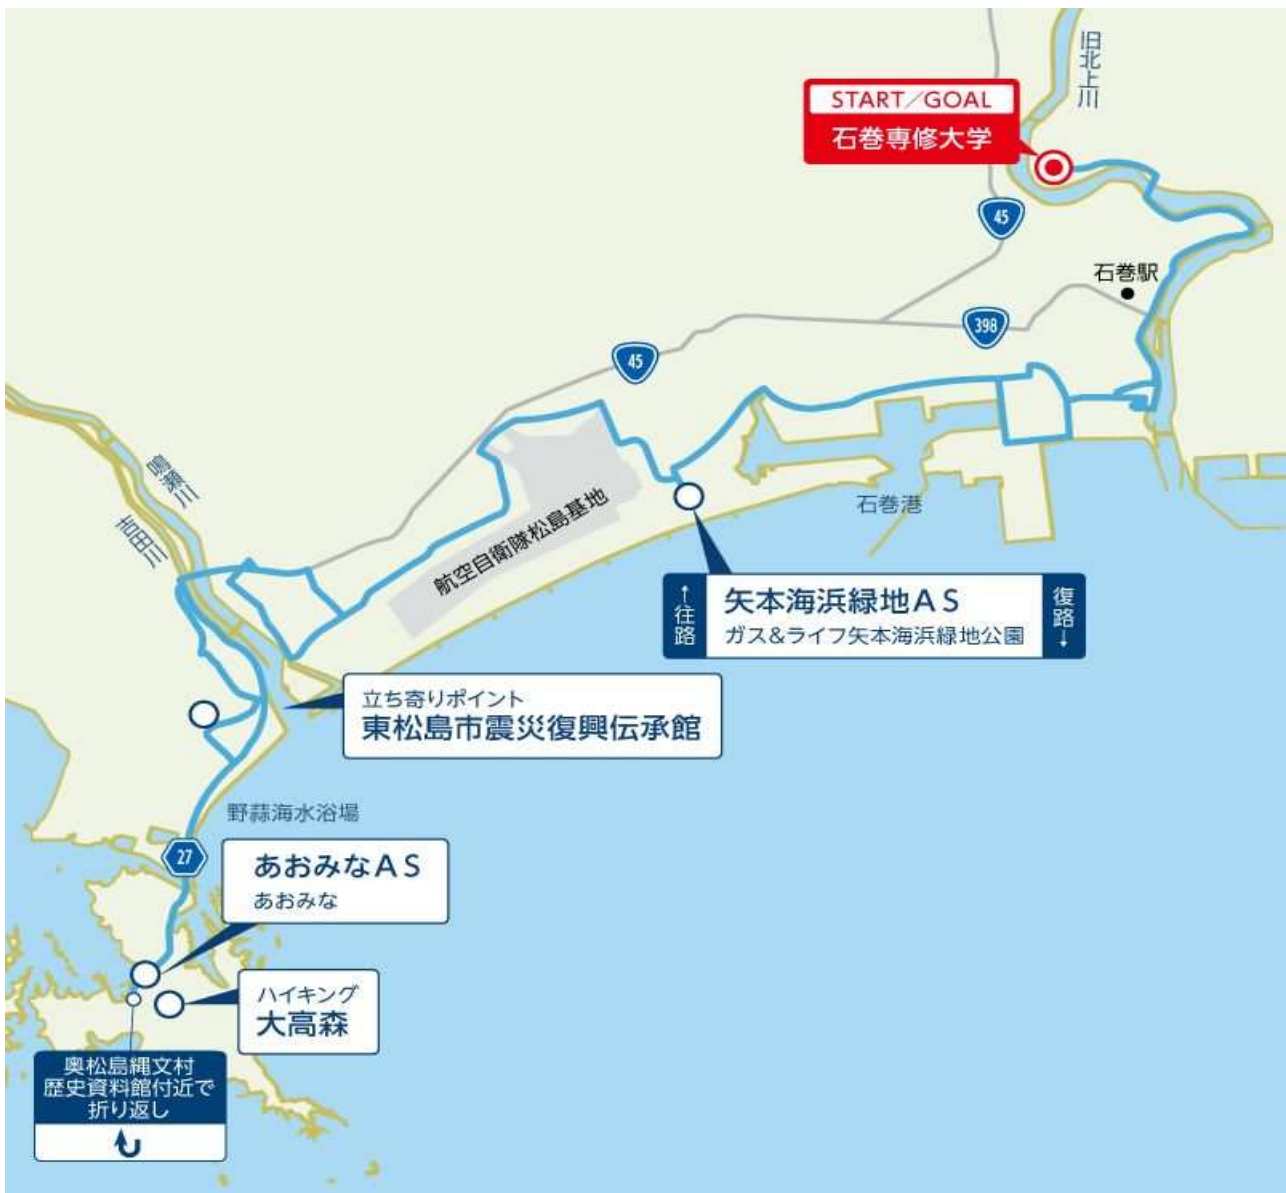 旧北上川
START/GOAL
石巻専修大学
45
石巻駅
398
45
鳴瀬川
吉田川
航空自衛隊松島基地
石巻港
↑往路
矢本海浜緑地AS
ガス&ライフ矢本海浜緑地公園
復路↓
立ち寄りポイント
東松島市震災復興伝承館
野蒜海水浴場
27
あおみなAS
あおみな
ハイキング
大高森
奥松島縄文村
歴史資料館付近で
折り返し